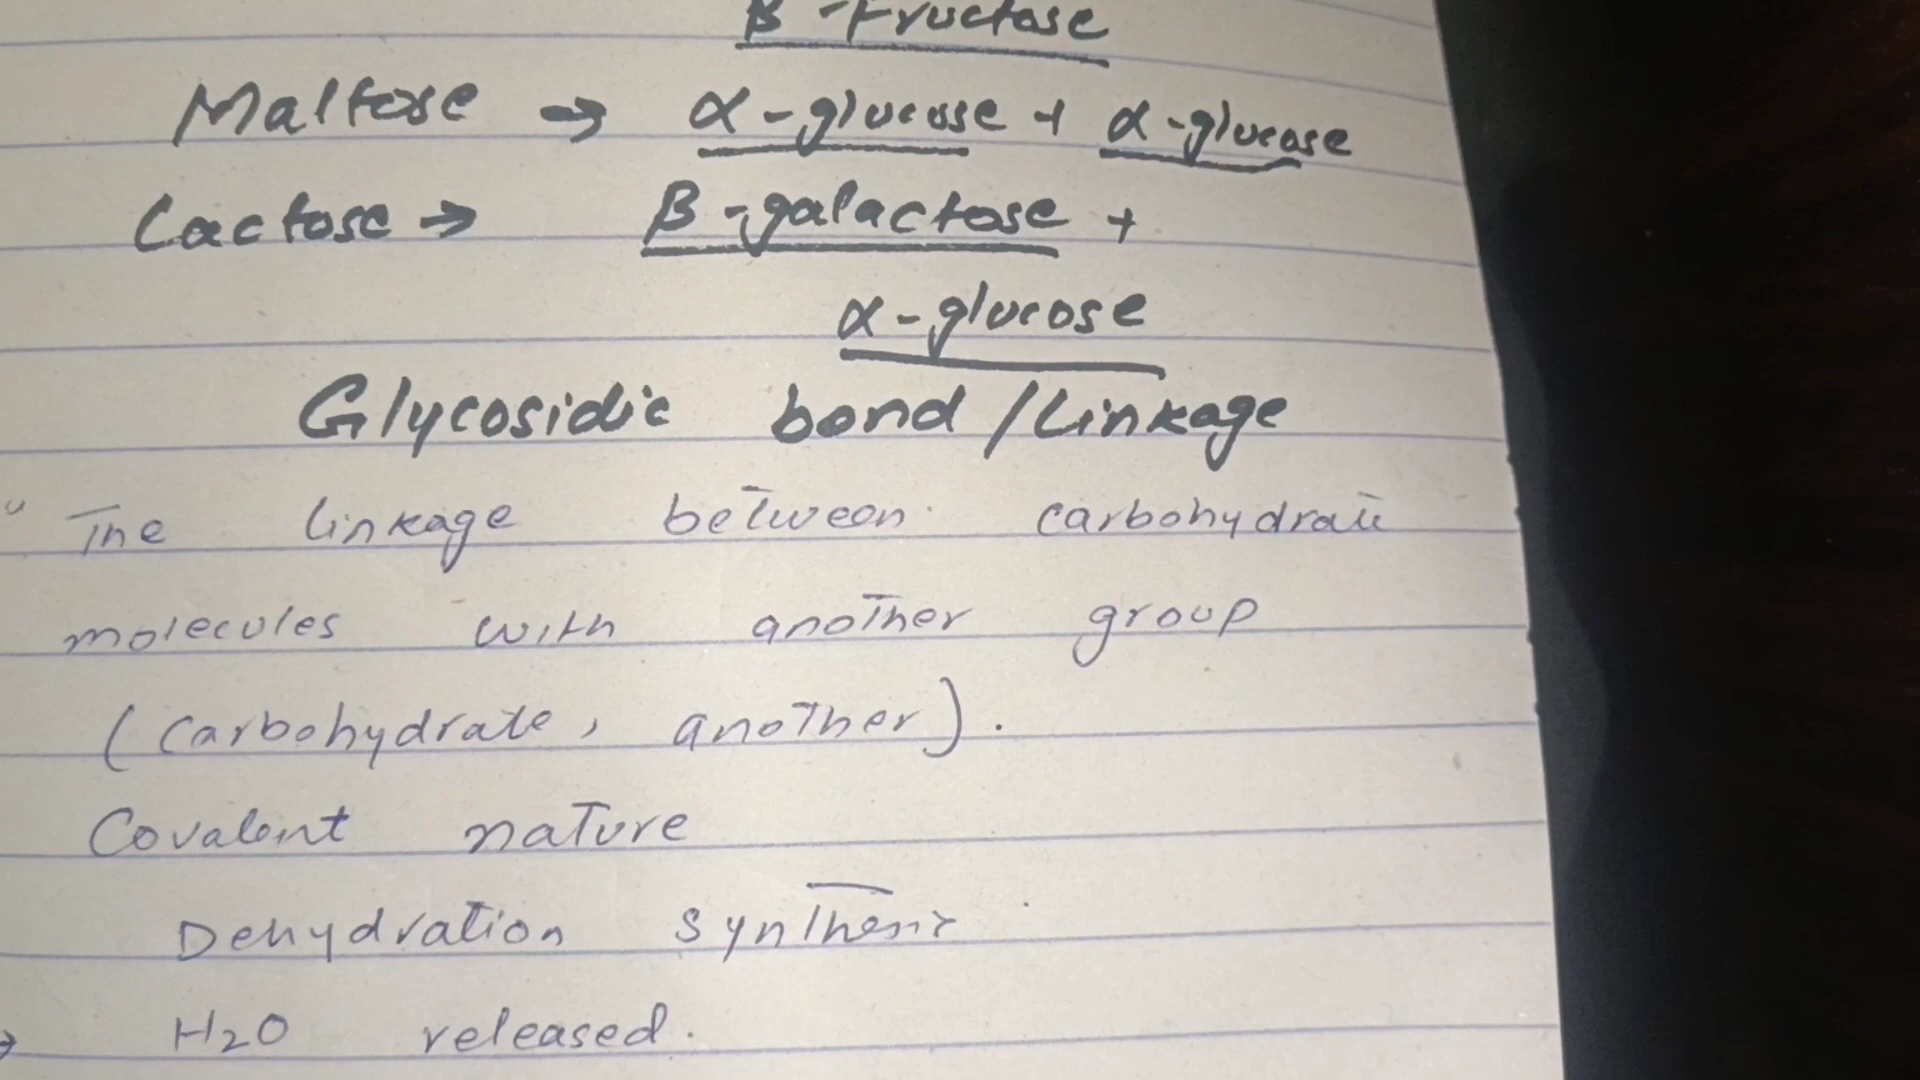 β-Fructose
Maltose → α-glucose + α-glucose
Lactose → β-galactose +
α-glucose
Glycosidic bond/Linkage
" The linkage between carbohydrate
molecules with another group
(Carbohydrate, another).
Covalent nature
Dehydration synthesis
→ H2O released.